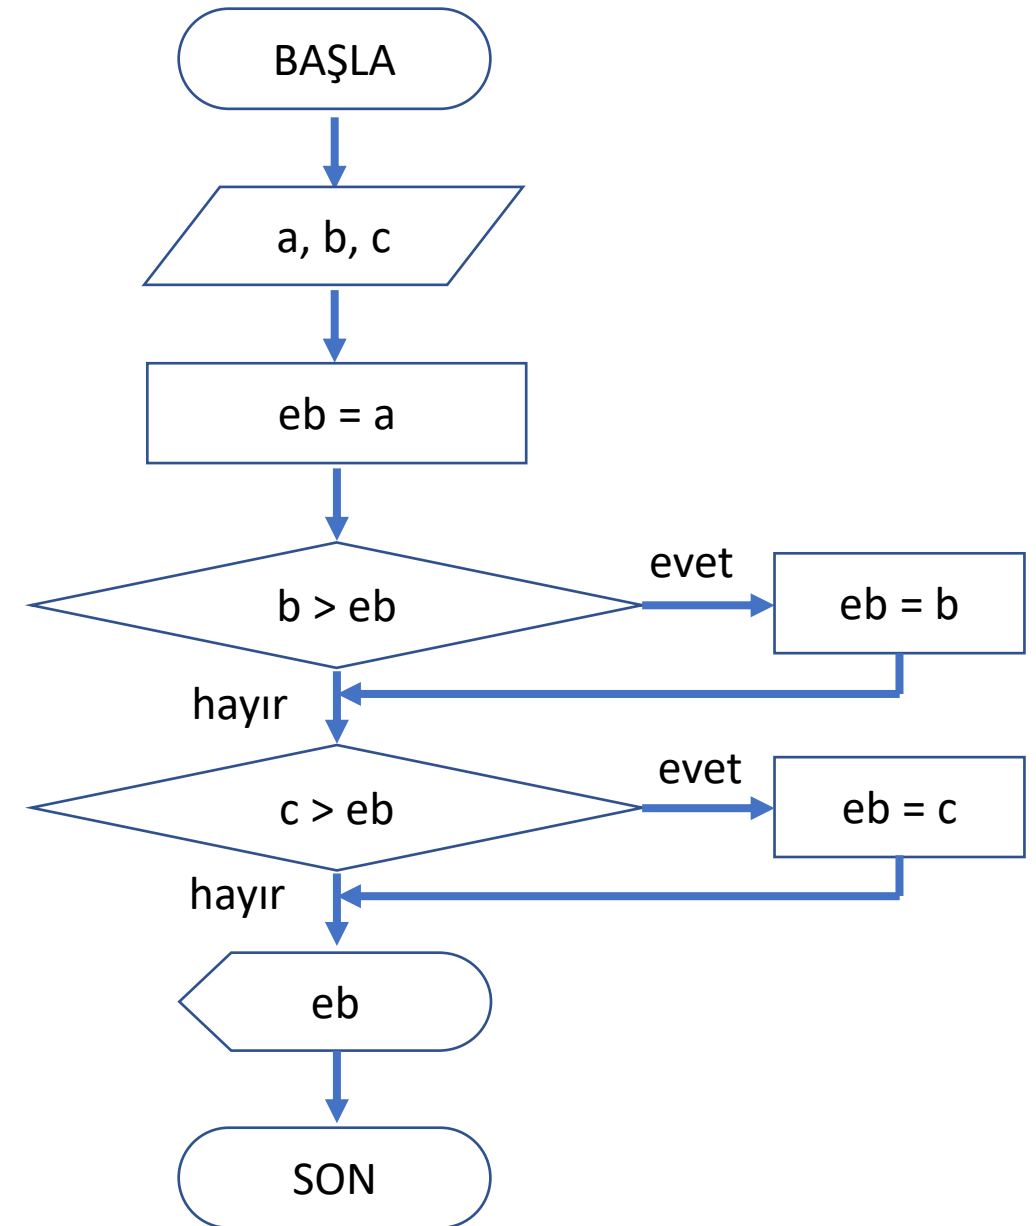 BAŞLA
a, b, c
eb = a
b > eb
evet
eb = b
hayır
c > eb
evet
eb = c
hayır
eb
SON